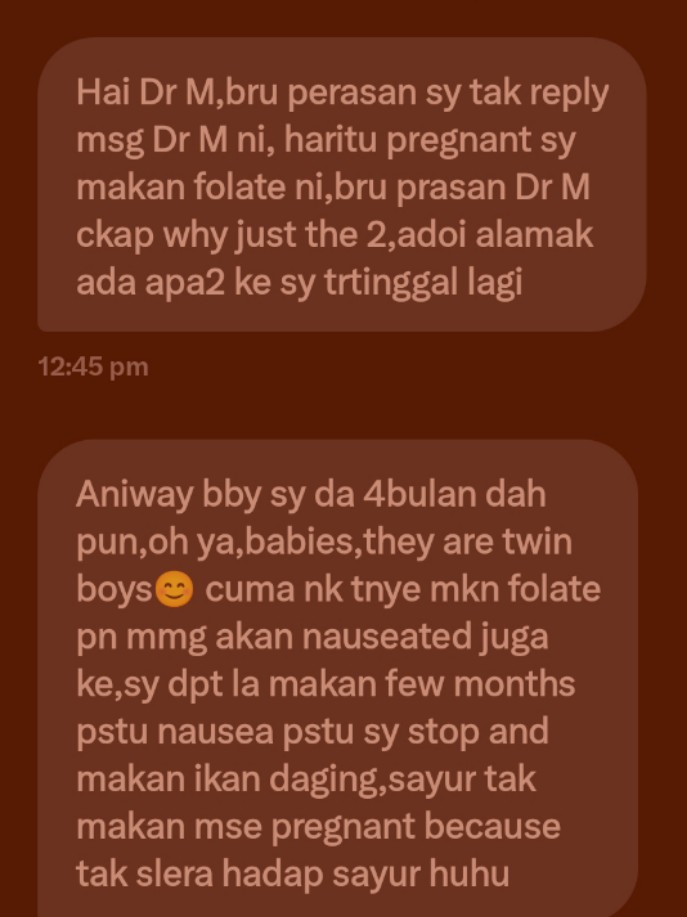 Hai Dr M,bru perasan sy tak reply
msg Dr M ni, haritu pregnant sy
makan folate ni,bru prasan Dr M
ckap why just the 2,adoi alamak
ada apa2 ke sy trtinggal lagi
12:45 pm
Aniway bby sy da 4bulan dah
pun,oh ya,babies,they are twin
boys😊 cuma nk tnye mkn folate
pn mmg akan nauseated juga
ke,sy dpt la makan few months
pstu nausea pstu sy stop and
makan ikan daging,sayur tak
makan mse pregnant because
tak slera hadap sayur huhu